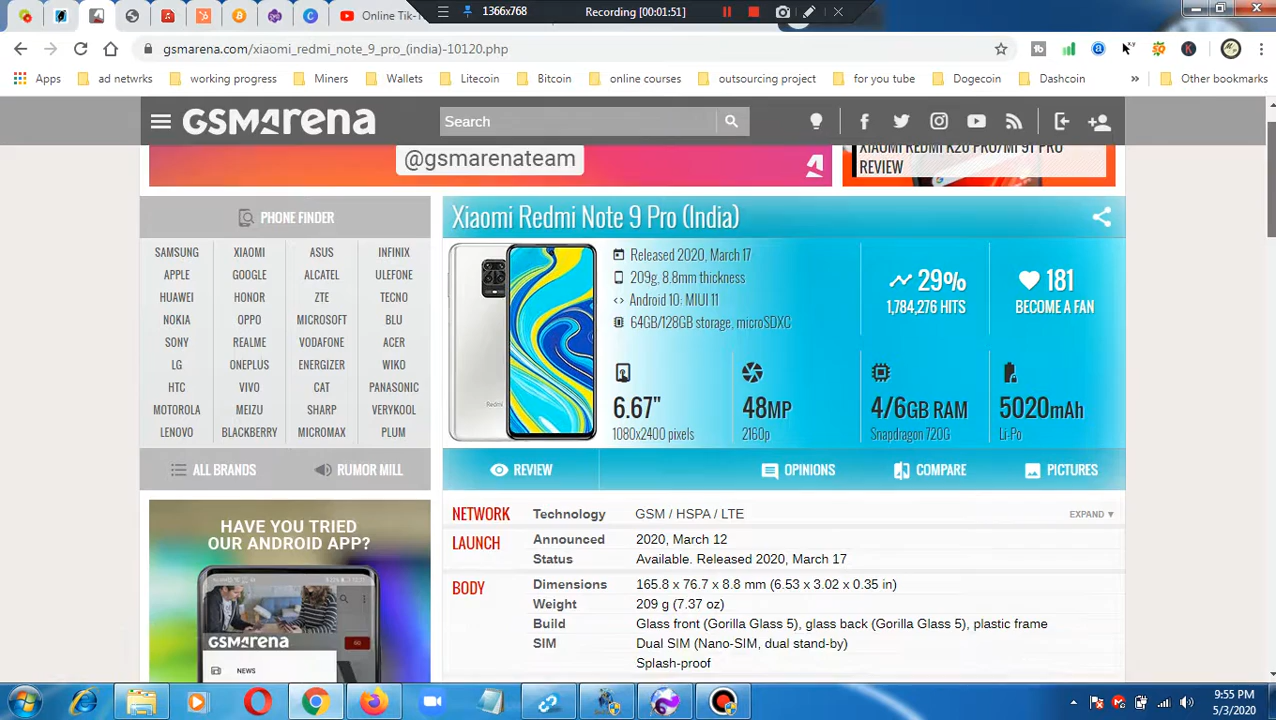 Online Tik-T
1366x768
Recording [00:01:51]
gsmarena.com/xiaomi_redmi_note_9_pro_(india)-10120.php
Apps
ad netwrks
working progress
Miners
Wallets
Litecoin
Bitcoin
online courses
outsourcing project
for you tube
Dogecoin
Dashcoin
»
Other bookmarks
GSMArena
Search
@gsmarenateam
XIAOMI REDMI K20 PRO/MI 9T PRO
REVIEW
PHONE FINDER
SAMSUNG XIAOMI ASUS INFINIX
APPLE GOOGLE ALCATEL ULEFONE
HUAWEI HONOR ZTE TECNO
NOKIA OPPO MICROSOFT BLU
SONY REALME VODAFONE ACER
LG ONEPLUS ENERGIZER WIKO
HTC VIVO CAT PANASONIC
MOTOROLA MEIZU SHARP VERYKOOL
LENOVO BLACKBERRY MICROMAX PLUM
ALL BRANDS
RUMOR MILL
Xiaomi Redmi Note 9 Pro (India)
Redmi
Released 2020, March 17
209g, 8.8mm thickness
Android 10; MIUI 11
64GB/128GB storage, microSDXC
29%
1,784,276 HITS
181
BECOME A FAN
6.67"
1080x2400 pixels
48MP
2160p
4/6GB RAM
Snapdragon 720G
5020mAh
Li-Po
REVIEW
OPINIONS
COMPARE
PICTURES
NETWORK Technology GSM / HSPA / LTE EXPAND ▼
LAUNCH Announced 2020, March 12
Status Available. Released 2020, March 17
BODY Dimensions 165.8 x 76.7 x 8.8 mm (6.53 x 3.02 x 0.35 in)
Weight 209 g (7.37 oz)
Build Glass front (Gorilla Glass 5), glass back (Gorilla Glass 5), plastic frame
SIM Dual SIM (Nano-SIM, dual stand-by)
Splash-proof
HAVE YOU TRIED
OUR ANDROID APP?
GSMArena
NEWS
9:55 PM
5/3/2020